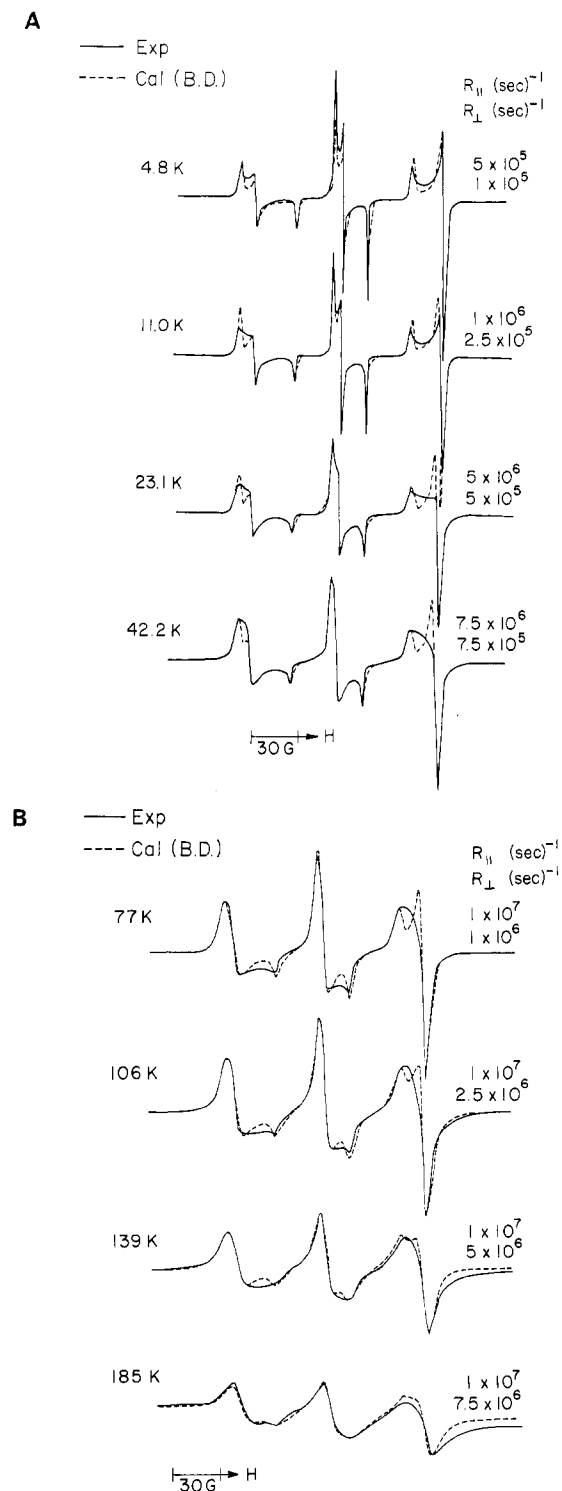 A
Exp
Cal (B.D.)
R∥ (sec)⁻¹
R⊥ (sec)⁻¹
4.8 K
5 x 10⁵
1 x 10⁵
11.0 K
1 x 10⁶
2.5 x 10⁵
23.1 K
5 x 10⁶
5 x 10⁵
42.2 K
7.5 x 10⁶
7.5 x 10⁵
30 G
H
B
Exp
Cal (B.D.)
R∥ (sec)⁻¹
R⊥ (sec)⁻¹
77 K
1 x 10⁷
1 x 10⁶
106 K
1 x 10⁷
2.5 x 10⁶
139 K
1 x 10⁷
5 x 10⁶
185 K
1 x 10⁷
7.5 x 10⁶
30 G
H